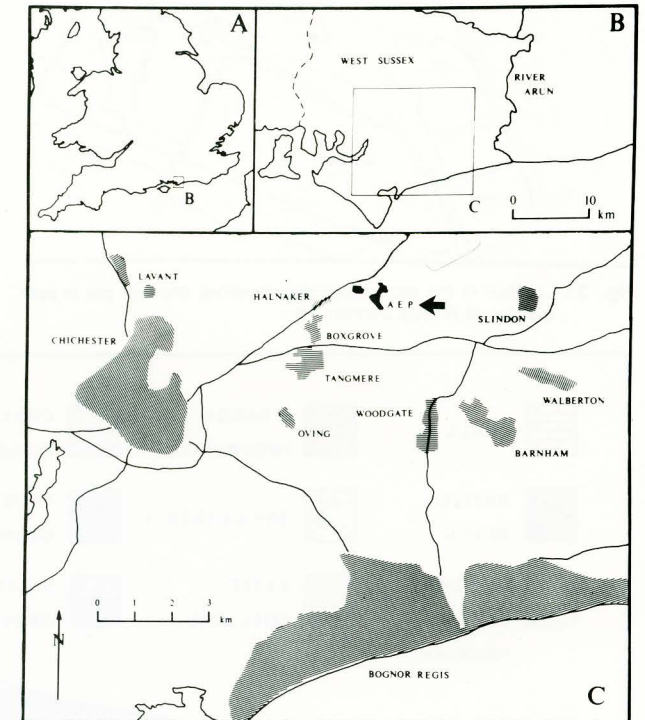 A
B
B
WEST SUSSEX
RIVER
ARUN
C
0 10
km
LAVANT
HALNAKER
A E P
SLINDON
CHICHESTER
BOXGROVE
TANGMERE
WALBERTON
WOODGATE
OVING
BARNHAM
0 1 2 3 km
N
BOGNOR REGIS
C